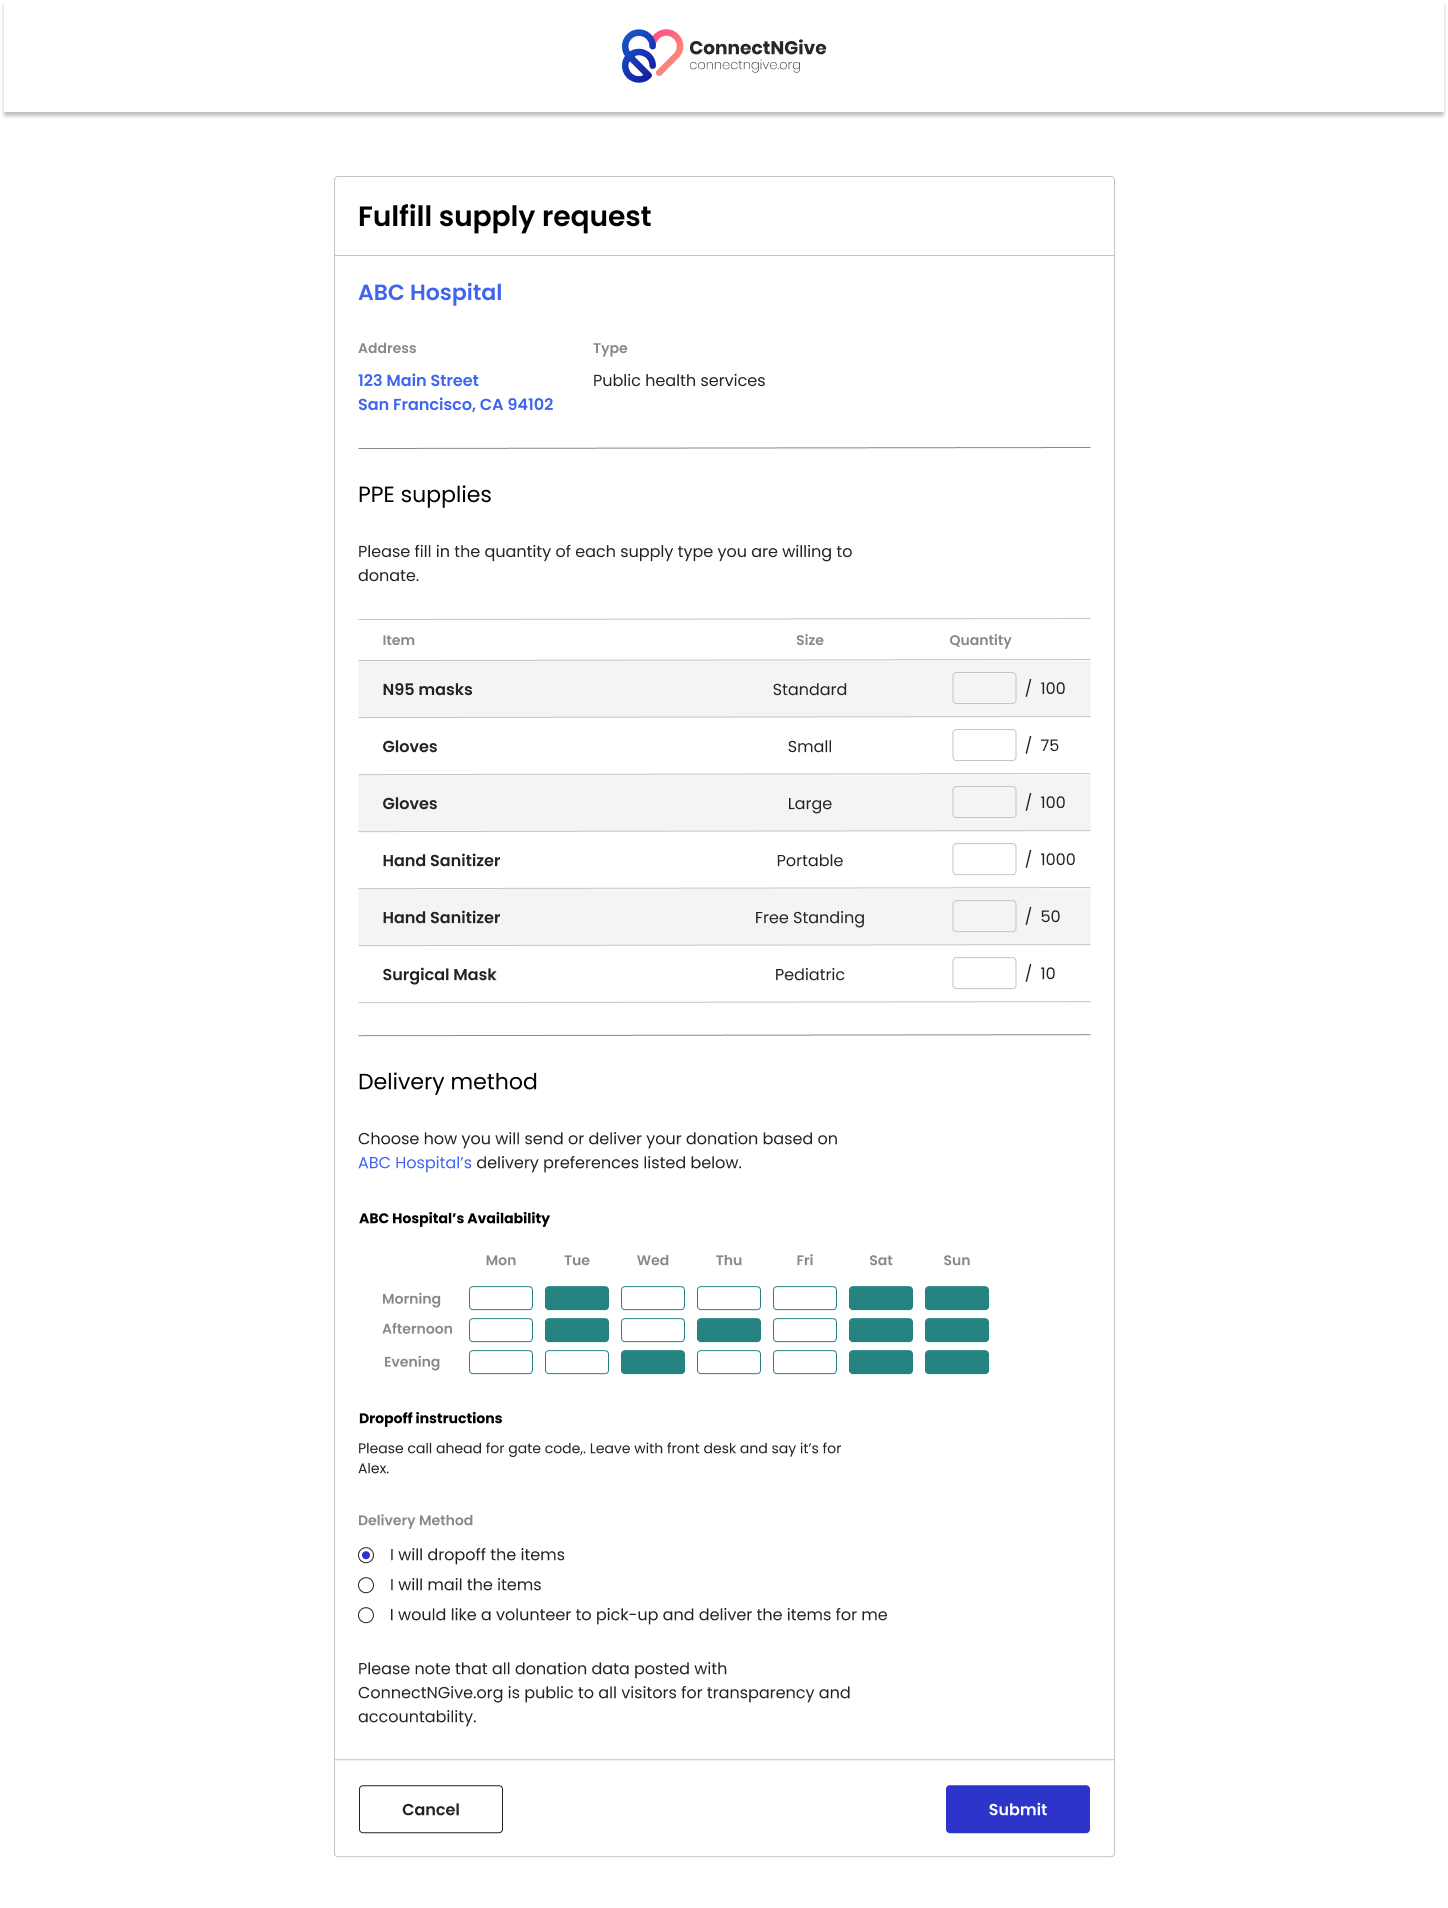 ConnectNGive
connectngive.org
Fulfill supply request
ABC Hospital
Address Type
123 Main Street Public health services
San Francisco, CA 94102
PPE supplies
Please fill in the quantity of each supply type you are willing to
donate.
Item Size Quantity
N95 masks Standard / 100
Gloves Small / 75
Gloves Large / 100
Hand Sanitizer Portable / 1000
Hand Sanitizer Free Standing / 50
Surgical Mask Pediatric / 10
Delivery method
Choose how you will send or deliver your donation based on
ABC Hospital’s delivery preferences listed below.
ABC Hospital’s Availability
Mon Tue Wed Thu Fri Sat Sun
Morning
Afternoon
Evening
Dropoff instructions
Please call ahead for gate code,. Leave with front desk and say it’s for
Alex.
Delivery Method
I will dropoff the items
I will mail the items
I would like a volunteer to pick-up and deliver the items for me
Please note that all donation data posted with
ConnectNGive.org is public to all visitors for transparency and
accountability.
Cancel Submit